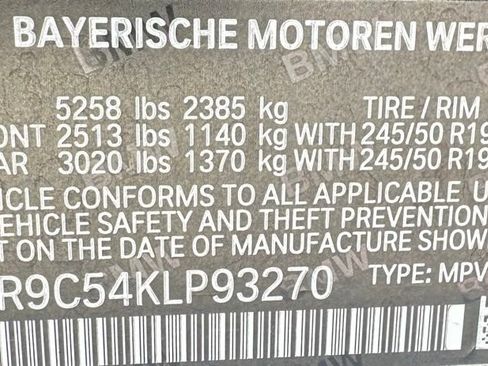 BAYERISCHE MOTOREN WER
5258 lbs 2385 kg TIRE / RIM
ONT 2513 lbs 1140 kg WITH 245/50 R19
AR 3020 lbs 1370 kg WITH 245/50 R19
ICLE CONFORMS TO ALL APPLICABLE U
VEHICLE SAFETY AND THEFT PREVENTION
T ON THE DATE OF MANUFACTURE SHOW
R9C54KLP93270 TYPE: MPV